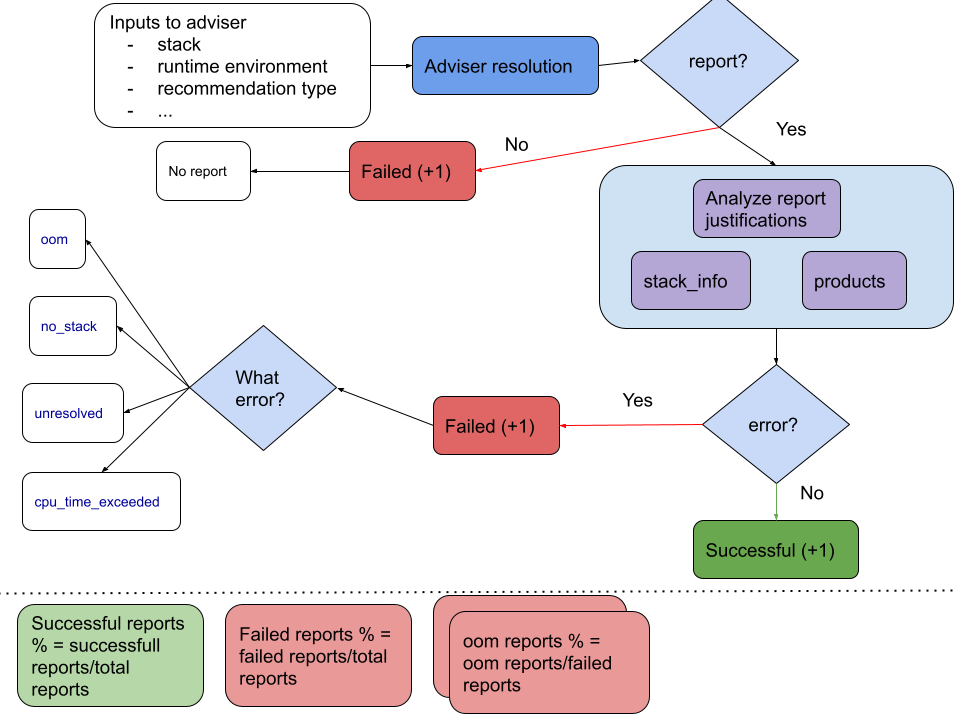 Inputs to adviser
- stack
- runtime environment
- recommendation type
- ...
Adviser resolution
report?
Yes
No
Failed (+1)
No report
Analyze report
justifications
stack_info
products
oom
no_stack
unresolved
cpu_time_exceeded
What
error?
Failed (+1)
Yes
error?
No
Successful (+1)
Successful reports
% = successfull
reports/total
reports
Failed reports % =
failed reports/total
reports
oom reports % =
oom reports/failed
reports